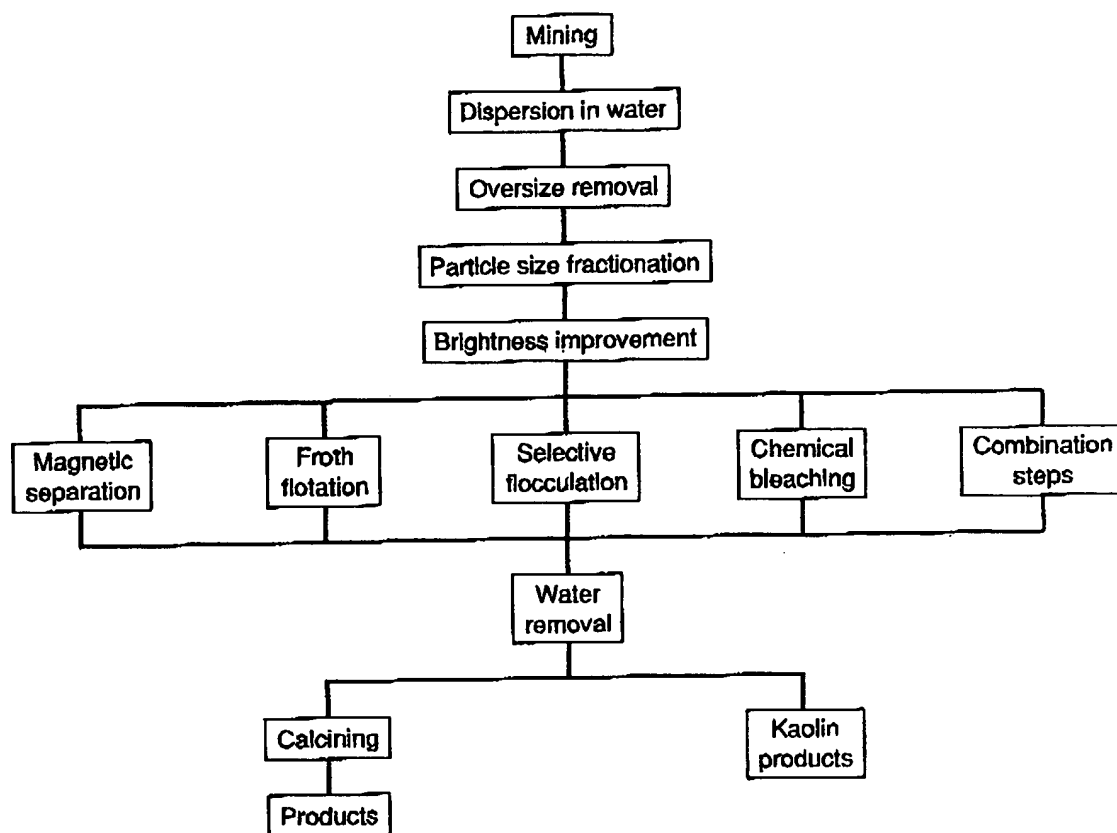 Mining
Dispersion in water
Oversize removal
Particle size fractionation
Brightness improvement
Magnetic
separation
Froth
flotation
Selective
flocculation
Chemical
bleaching
Combination
steps
Water
removal
Calcining
Kaolin
products
Products